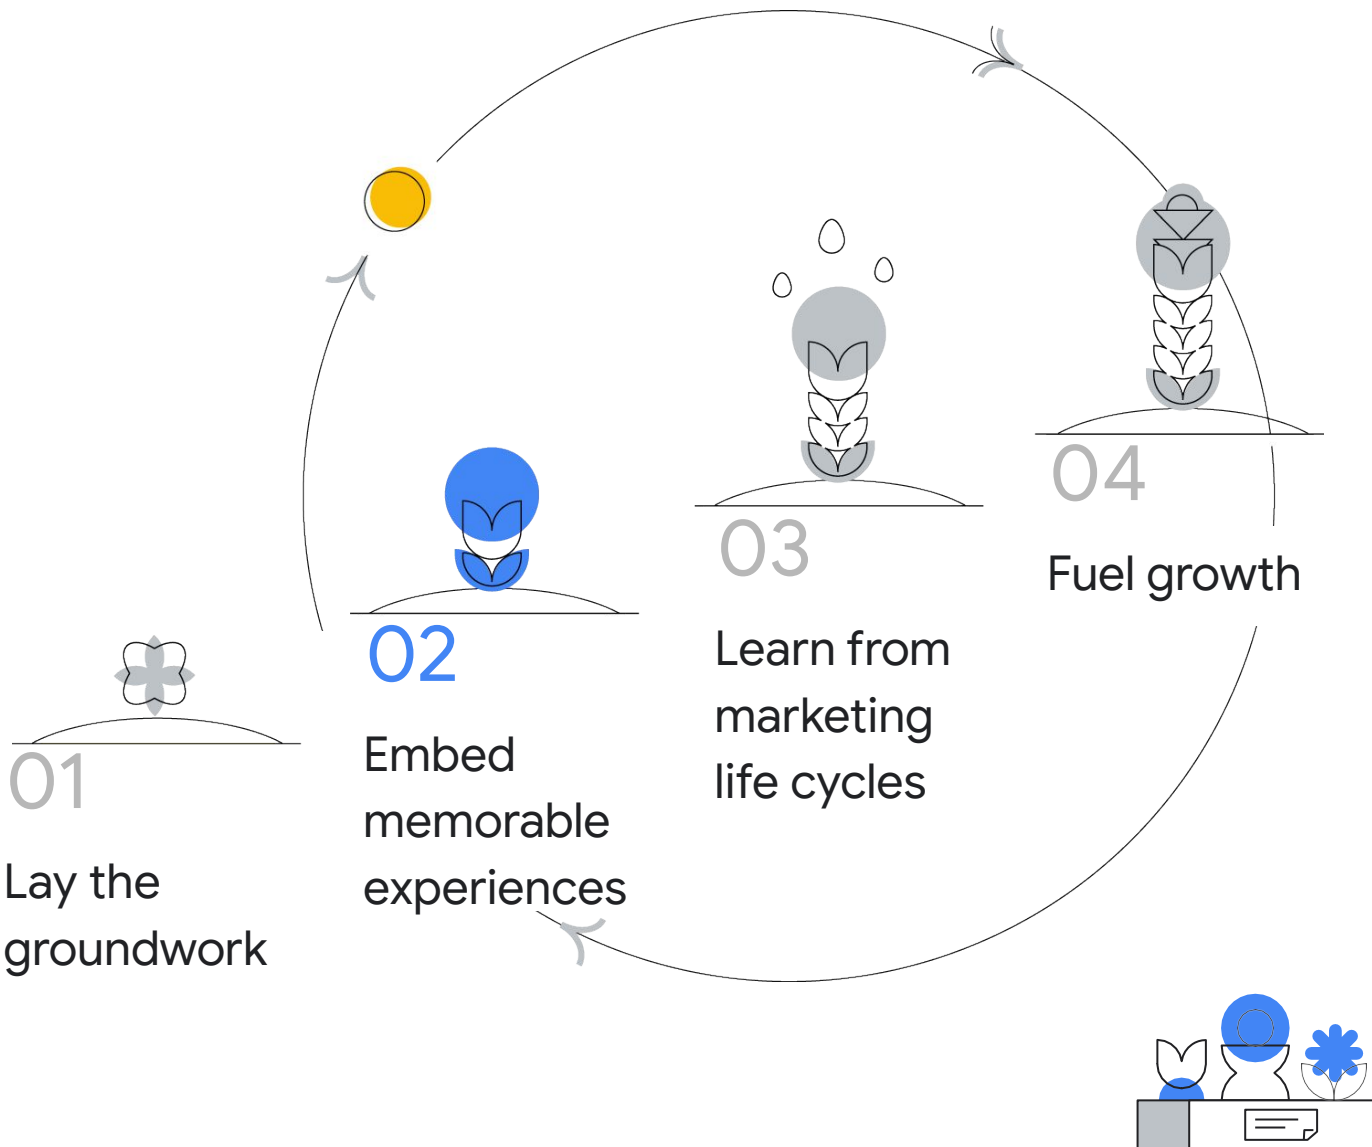 01
Lay the
groundwork
02
Embed
memorable
experiences
03
Learn from
marketing
life cycles
04
Fuel growth